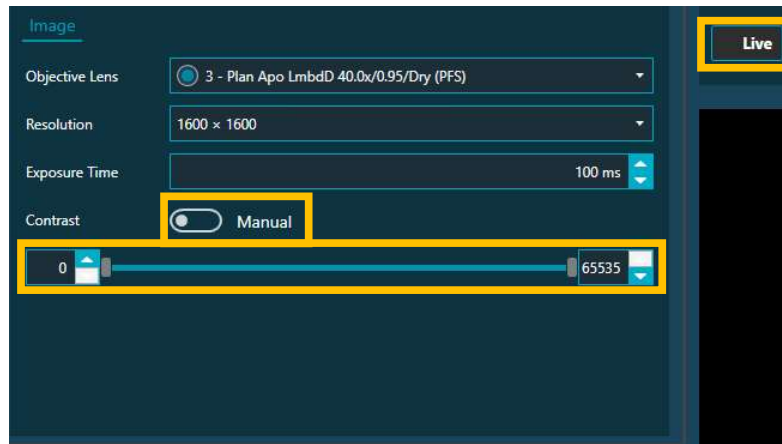 Image
Live
Objective Lens 3 - Plan Apo LmbdD 40.0x/0.95/Dry (PFS)
Resolution 1600 × 1600
Exposure Time 100 ms
Contrast Manual
0 65535